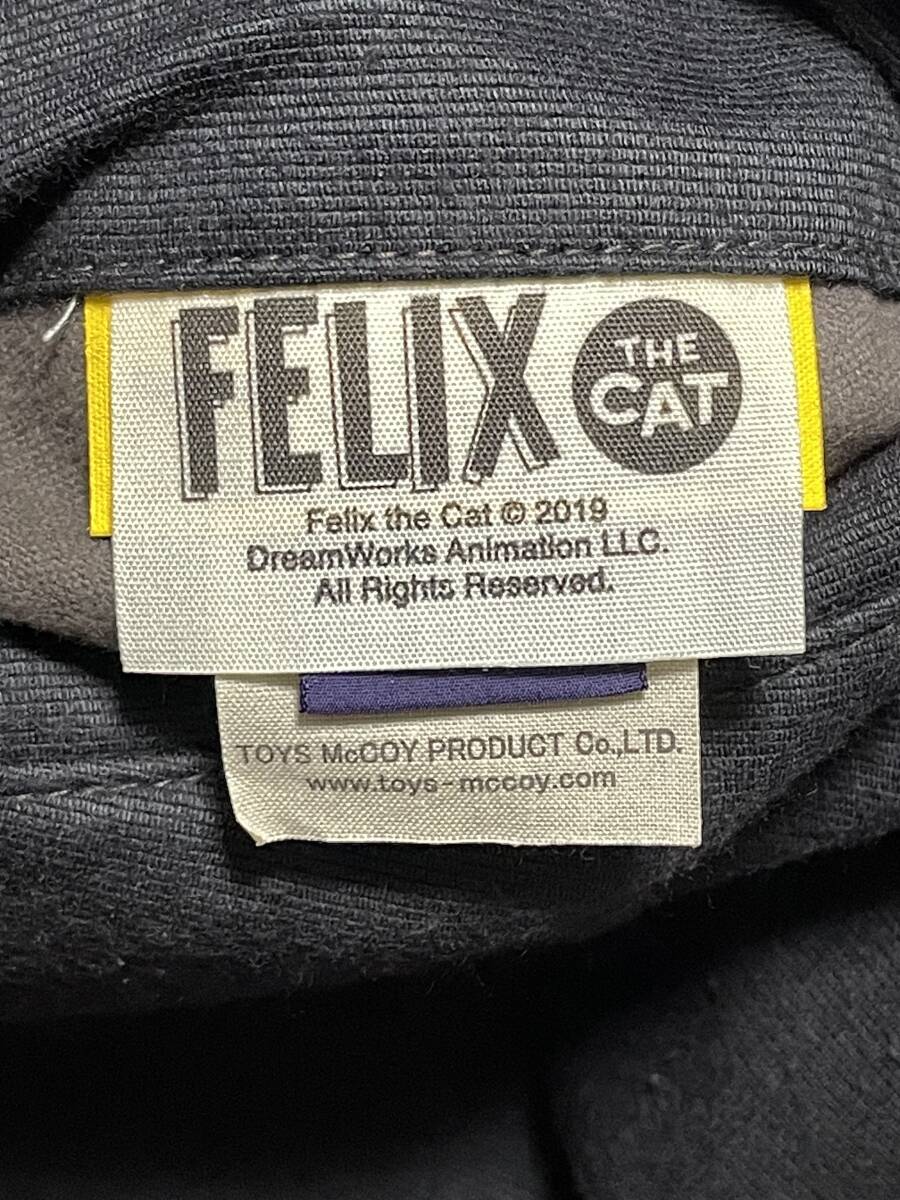 FELIX THE CAT
Felix the Cat © 2019
DreamWorks Animation LLC.
All Rights Reserved.
TOYS McCOY PRODUCT Co.,LTD.
www.toys-mccoy.com